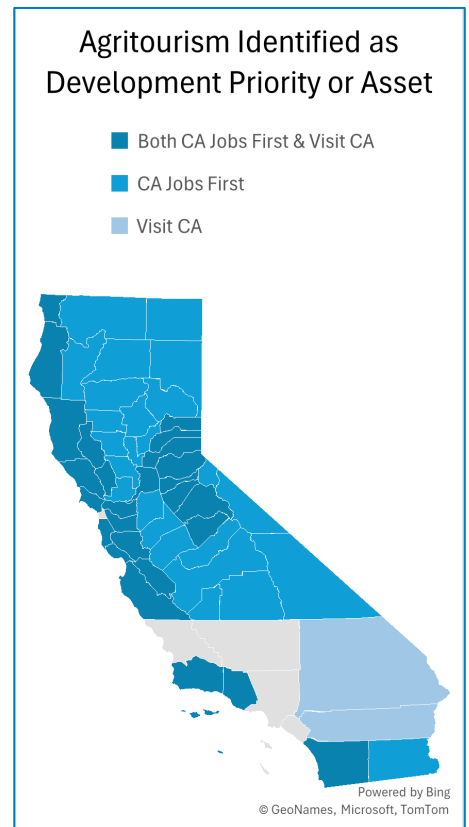 Agritourism Identified as
Development Priority or Asset
Both CA Jobs First & Visit CA
CA Jobs First
Visit CA
Powered by Bing
© GeoNames, Microsoft, TomTom